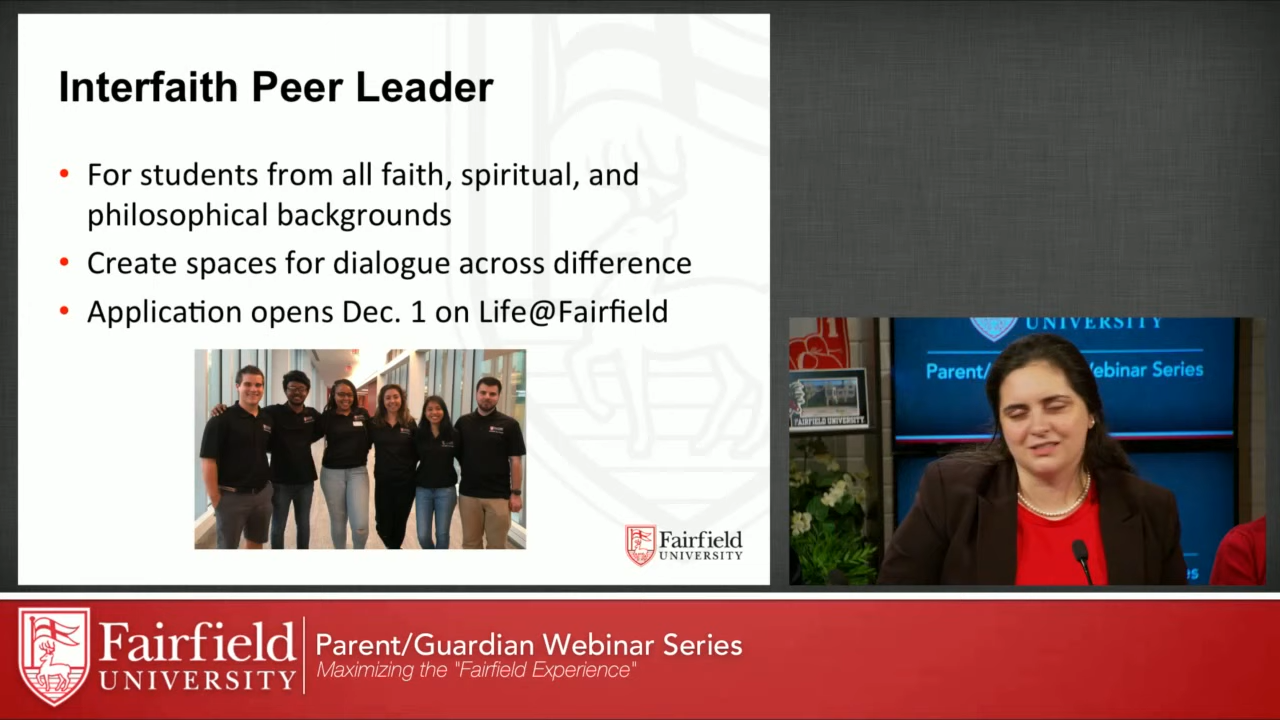 Interfaith Peer Leader
• For students from all faith, spiritual, and
philosophical backgrounds
• Create spaces for dialogue across difference
• Application opens Dec. 1 on Life@Fairfield
Fairfield
UNIVERSITY
UNIVERSITY
Parent/ ebinar Series
FAIRFIELD UNIVERSITY
Fairfield
UNIVERSITY
Parent/Guardian Webinar Series
Maximizing the "Fairfield Experience"